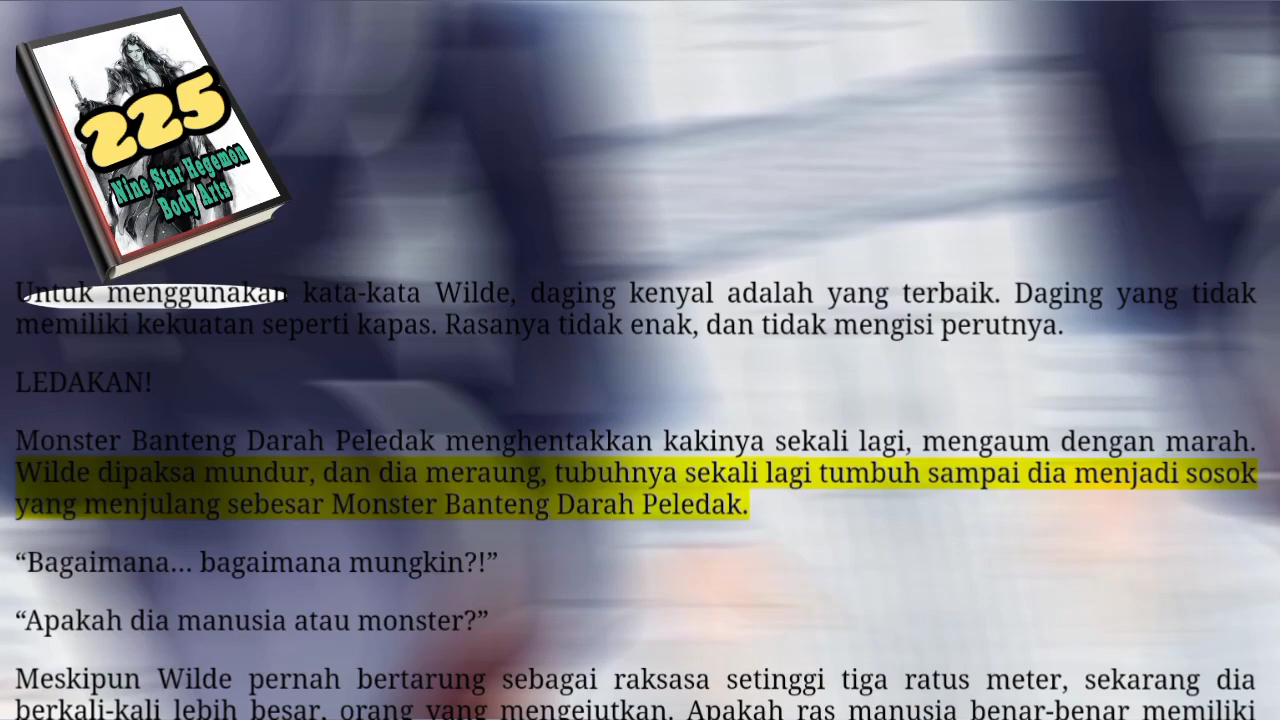 225
Nine Star Hegemon
Body Arts
Untuk menggunakan kata-kata Wilde, daging kenyal adalah yang terbaik. Daging yang tidak
memiliki kekuatan seperti kapas. Rasanya tidak enak, dan tidak mengisi perutnya.
LEDAKAN!
Monster Banteng Darah Peledak menghentakkan kakinya sekali lagi, mengaum dengan marah.
Wilde dipaksa mundur, dan dia meraung, tubuhnya sekali lagi tumbuh sampai dia menjadi sosok
yang menjulang sebesar Monster Banteng Darah Peledak.
“Bagaimana... bagaimana mungkin?!”
“Apakah dia manusia atau monster?”
Meskipun Wilde pernah bertarung sebagai raksasa setinggi tiga ratus meter, sekarang dia
berkali-kali lebih besar, orang yang mengejutkan. Apakah ras manusia benar-benar memiliki